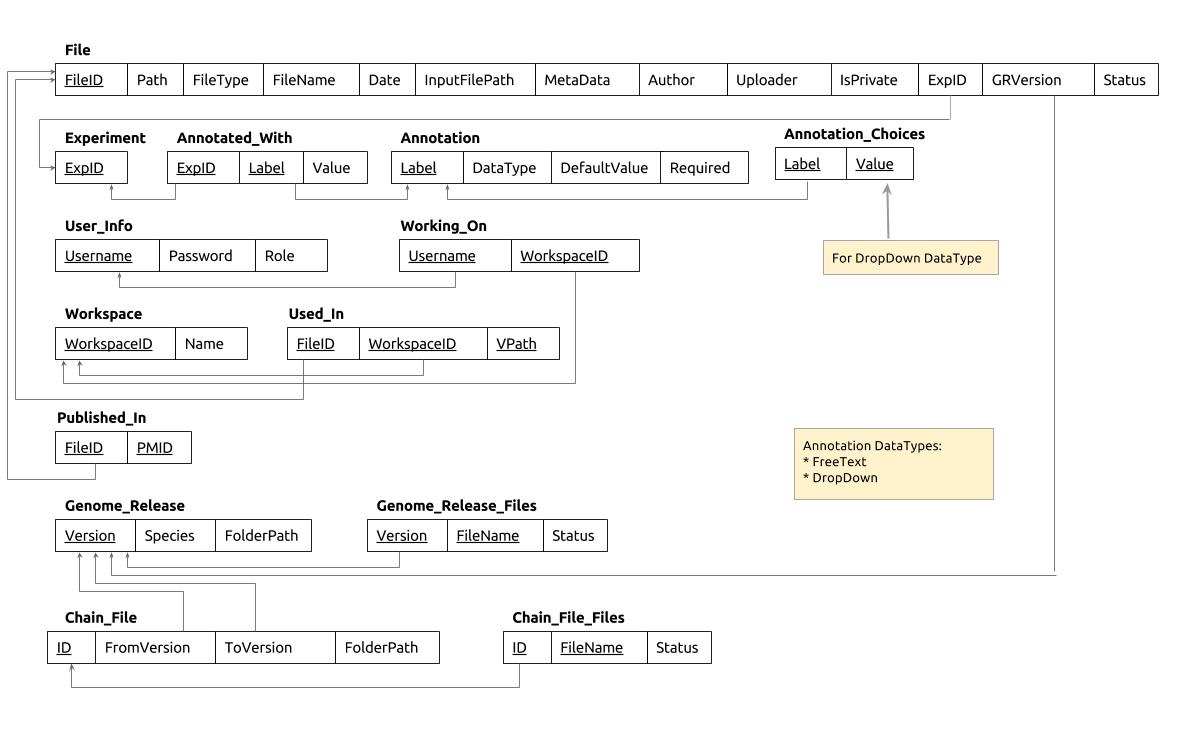 File
FileID Path FileType FileName Date InputFilePath MetaData Author Uploader IsPrivate ExpID GRVersion Status
Experiment Annotated_With Annotation Annotation_Choices
ExpID ExpID Label Value Label DataType DefaultValue Required Label Value
User_Info Working_On
Username Password Role Username WorkspaceID For DropDown DataType
Workspace Used_In
WorkspaceID Name FileID WorkspaceID VPath
Published_In
FileID PMID
Annotation DataTypes:
* FreeText
* DropDown
Genome_Release Genome_Release_Files
Version Species FolderPath Version FileName Status
Chain_File Chain_File_Files
ID FromVersion ToVersion FolderPath ID FileName Status